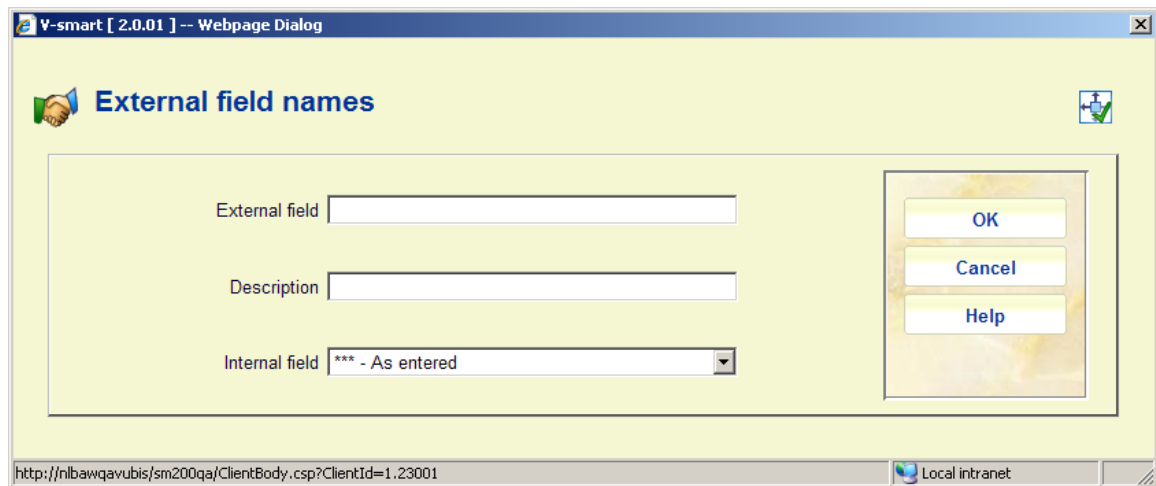 V-smart [ 2.0.01 ] -- Webpage Dialog
External field names
External field
OK
Cancel
Description
Help
Internal field *** - As entered
http://nlbawqavubis/sm200qa/ClientBody.csp?ClientId=1.23001 Local intranet